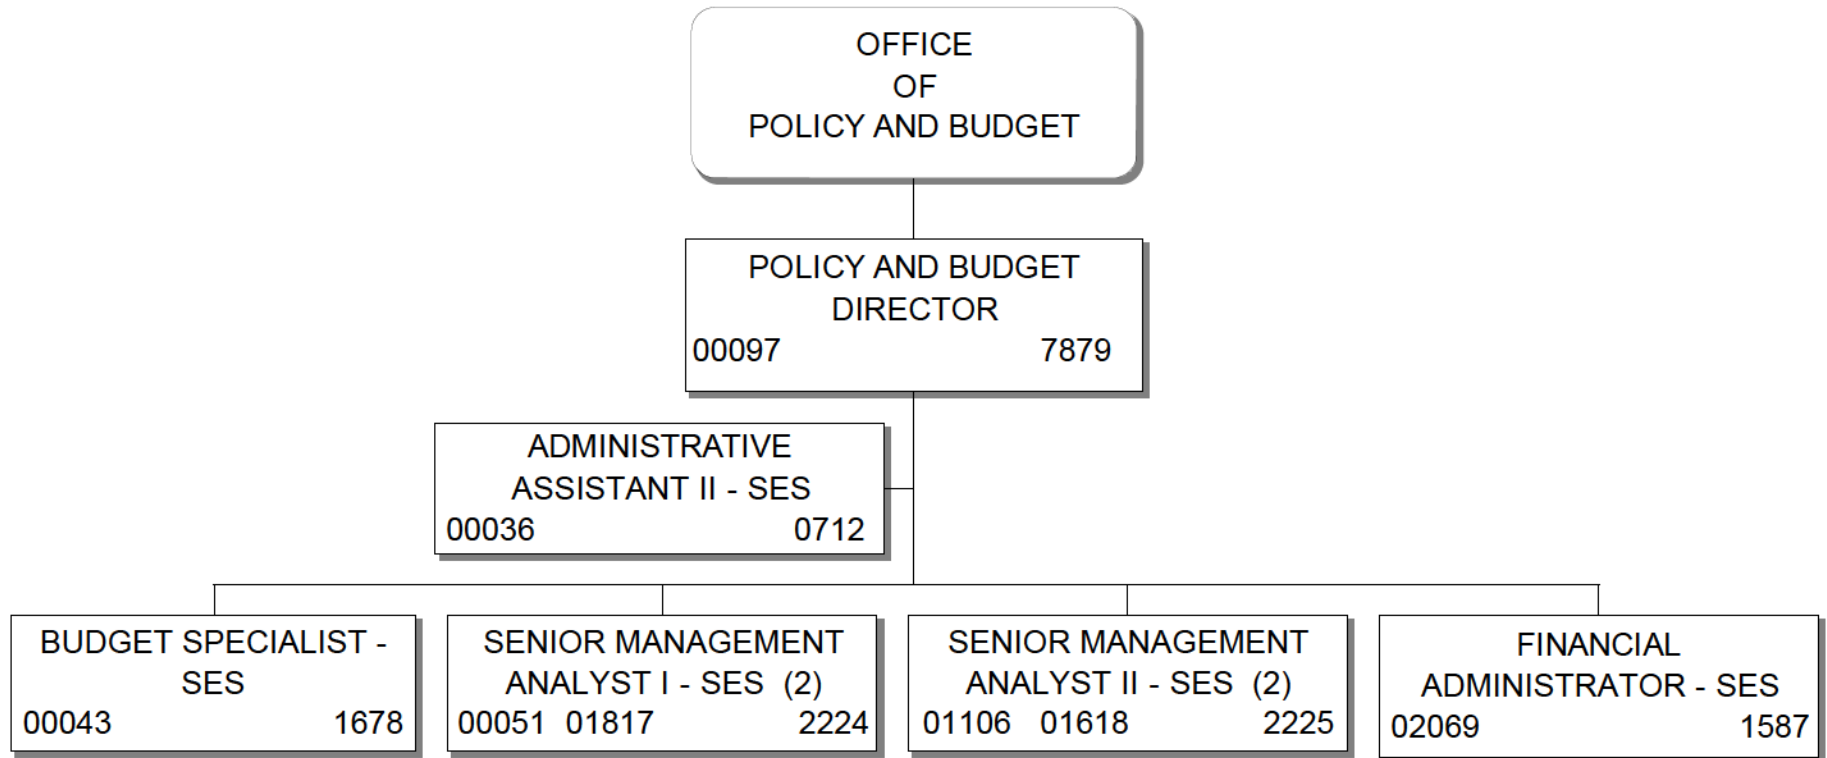 OFFICE
OF
POLICY AND BUDGET
POLICY AND BUDGET
DIRECTOR
00097 7879
ADMINISTRATIVE
ASSISTANT II - SES
00036 0712
BUDGET SPECIALIST -
SES
00043 1678
SENIOR MANAGEMENT
ANALYST I - SES (2)
00051 01817 2224
SENIOR MANAGEMENT
ANALYST II - SES (2)
01106 01618 2225
FINANCIAL
ADMINISTRATOR - SES
02069 1587